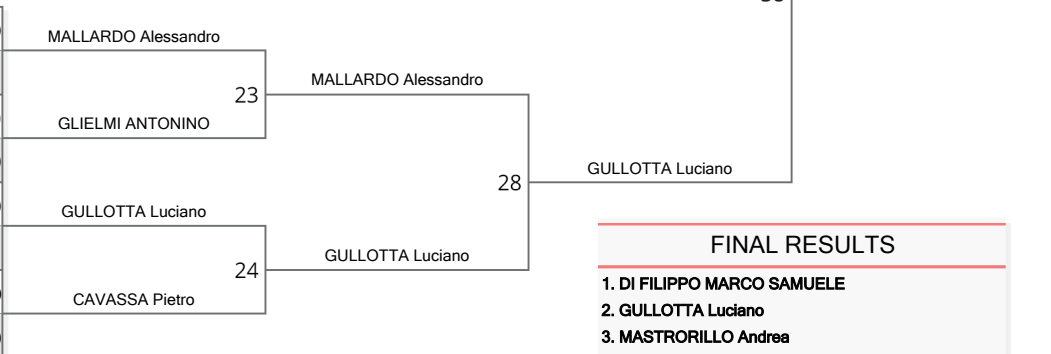 MALLARDO Alessandro
23
MALLARDO Alessandro
GLIELMI ANTONINO
28
GULLOTTA Luciano
GULLOTTA Luciano
24
GULLOTTA Luciano
CAVASSA Pietro
FINAL RESULTS
1. DI FILIPPO MARCO SAMUELE
2. GULLOTTA Luciano
3. MASTRORILLO Andrea